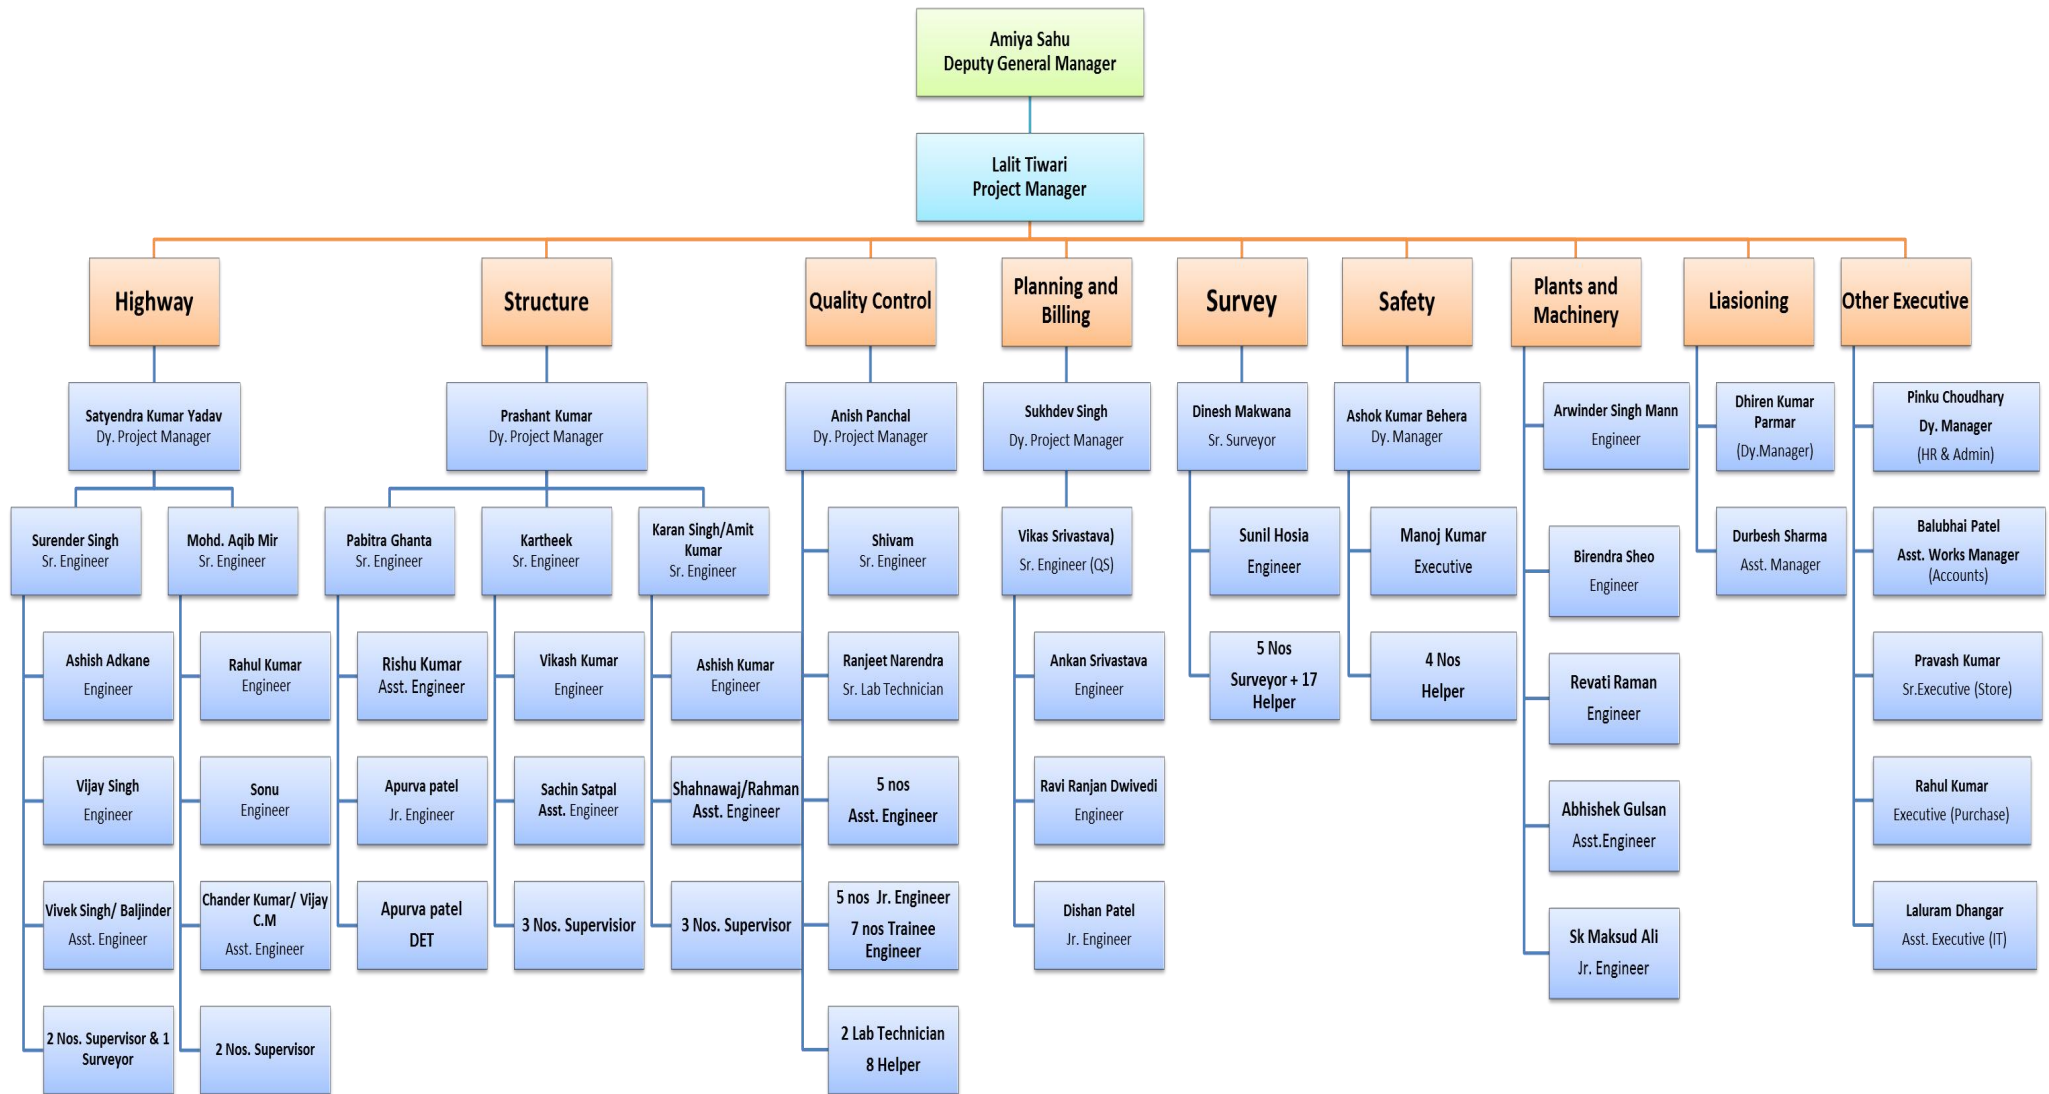 Amiya Sahu
Deputy General Manager
Lalit Tiwari
Project Manager
Highway
Structure
Quality Control
Planning and
Billing
Survey
Safety
Plants and
Machinery
Liasioning
Other Executive
Satyendra Kumar Yadav
Dy. Project Manager
Prashant Kumar
Dy. Project Manager
Anish Panchal
Dy. Project Manager
Sukhdev Singh
Dy. Project Manager
Dinesh Makwana
Sr. Surveyor
Ashok Kumar Behera
Dy. Manager
Arwinder Singh Mann
Engineer
Dhiren Kumar
Parmar
(Dy.Manager)
Pinku Choudhary
Dy. Manager
(HR & Admin)
Surender Singh
Sr. Engineer
Mohd. Aqib Mir
Sr. Engineer
Pabitra Ghanta
Sr. Engineer
Kartheek
Sr. Engineer
Karan Singh/Amit
Kumar
Sr. Engineer
Shivam
Sr. Engineer
Vikas Srivastava)
Sr. Engineer (QS)
Sunil Hosia
Engineer
Manoj Kumar
Executive
Birendra Sheo
Engineer
Durbesh Sharma
Asst. Manager
Balubhai Patel
Asst. Works Manager
(Accounts)
Ashish Adkane
Engineer
Rahul Kumar
Engineer
Rishu Kumar
Asst. Engineer
Vikash Kumar
Engineer
Ashish Kumar
Engineer
Ranjeet Narendra
Sr. Lab Technician
Ankan Srivastava
Engineer
5 Nos
Surveyor + 17
Helper
4 Nos
Helper
Revati Raman
Engineer
Pravash Kumar
Sr.Executive (Store)
Vijay Singh
Engineer
Sonu
Engineer
Apurva patel
Jr. Engineer
Sachin Satpal
Asst. Engineer
Shahnawaj/Rahman
Asst. Engineer
5 nos
Asst. Engineer
Ravi Ranjan Dwivedi
Engineer
Abhishek Gulsan
Asst.Engineer
Rahul Kumar
Executive (Purchase)
Vivek Singh/ Baljinder
Asst. Engineer
Chander Kumar/ Vijay
C.M
Asst. Engineer
Apurva patel
DET
3 Nos. Supervisior
3 Nos. Supervisor
5 nos Jr. Engineer
7 nos Trainee
Engineer
Dishan Patel
Jr. Engineer
Sk Maksud Ali
Jr. Engineer
Laluram Dhangar
Asst. Executive (IT)
2 Nos. Supervisor & 1
Surveyor
2 Nos. Supervisor
2 Lab Technician
8 Helper